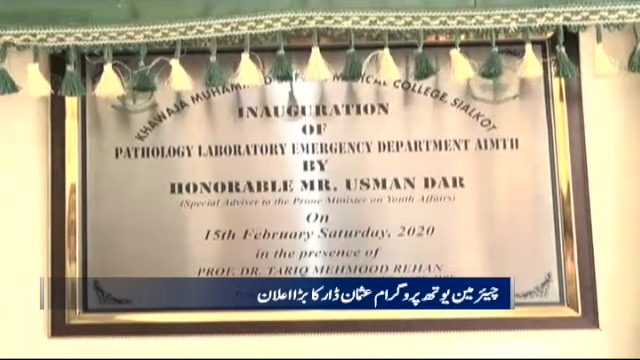 KHAWAJA MUHAMMAD MEDICAL COLLEGE, SIALKOT
INAUGURATION
OF
PATHOLOGY LABORATORY EMERGENCY DEPARTMENT AIMTH
BY
HONORABLE MR. USMAN DAR
(Special Adviser to the Prime Minister on Youth Affairs)
On
15th February Saturday, 2020
in the presence of
PROF. DR. TARIQ MEHMOOD REHAN
چیئرمین یوتھ پروگرام عثمان ڈار کا بڑا اعلان